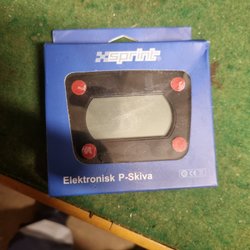 xsprint
Elektronisk P-Skiva